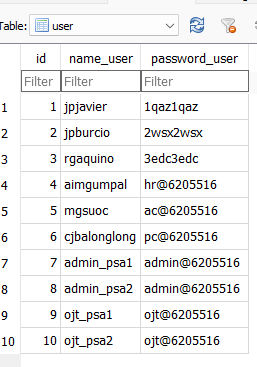 Table: user
id name_user password_user
Filter Filter Filter
1 1 jpjavier 1qaz1qaz
2 2 jpburcio 2wsx2wsx
3 3 rgaquino 3edc3edc
4 4 aimgumpal hr@6205516
5 5 mgsuoc ac@6205516
6 6 cjbalonglong pc@6205516
7 7 admin_psa1 admin@6205516
8 8 admin_psa2 admin@6205516
9 9 ojt_psa1 ojt@6205516
10 10 ojt_psa2 ojt@6205516